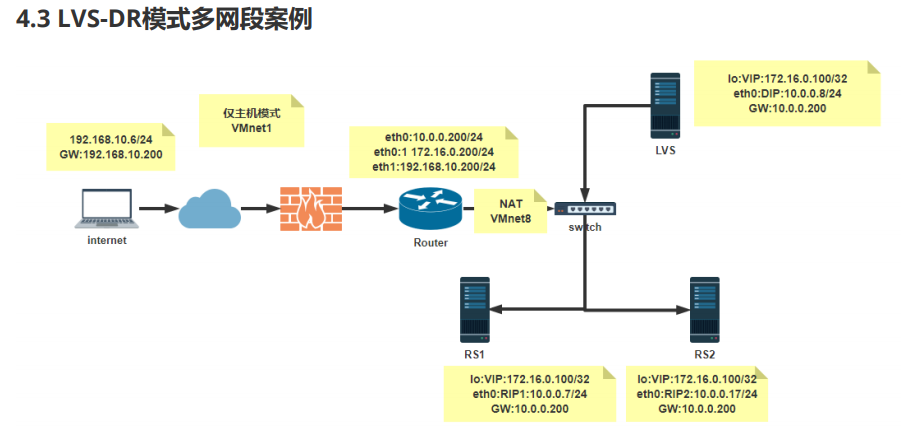 4.3 LVS-DR模式多网段案例
lo:VIP:172.16.0.100/32
eth0:DIP:10.0.0.8/24
GW:10.0.0.200
LVS
仅主机模式
VMnet1
192.168.10.6/24
GW:192.168.10.200
eth0:10.0.0.200/24
eth0:1 172.16.0.200/24
eth1:192.168.10.200/24
internet
Router
NAT
VMnet8
switch
RS1
RS2
lo:VIP:172.16.0.100/32
eth0:RIP1:10.0.0.7/24
GW:10.0.0.200
lo:VIP:172.16.0.100/32
eth0:RIP2:10.0.0.17/24
GW:10.0.0.200